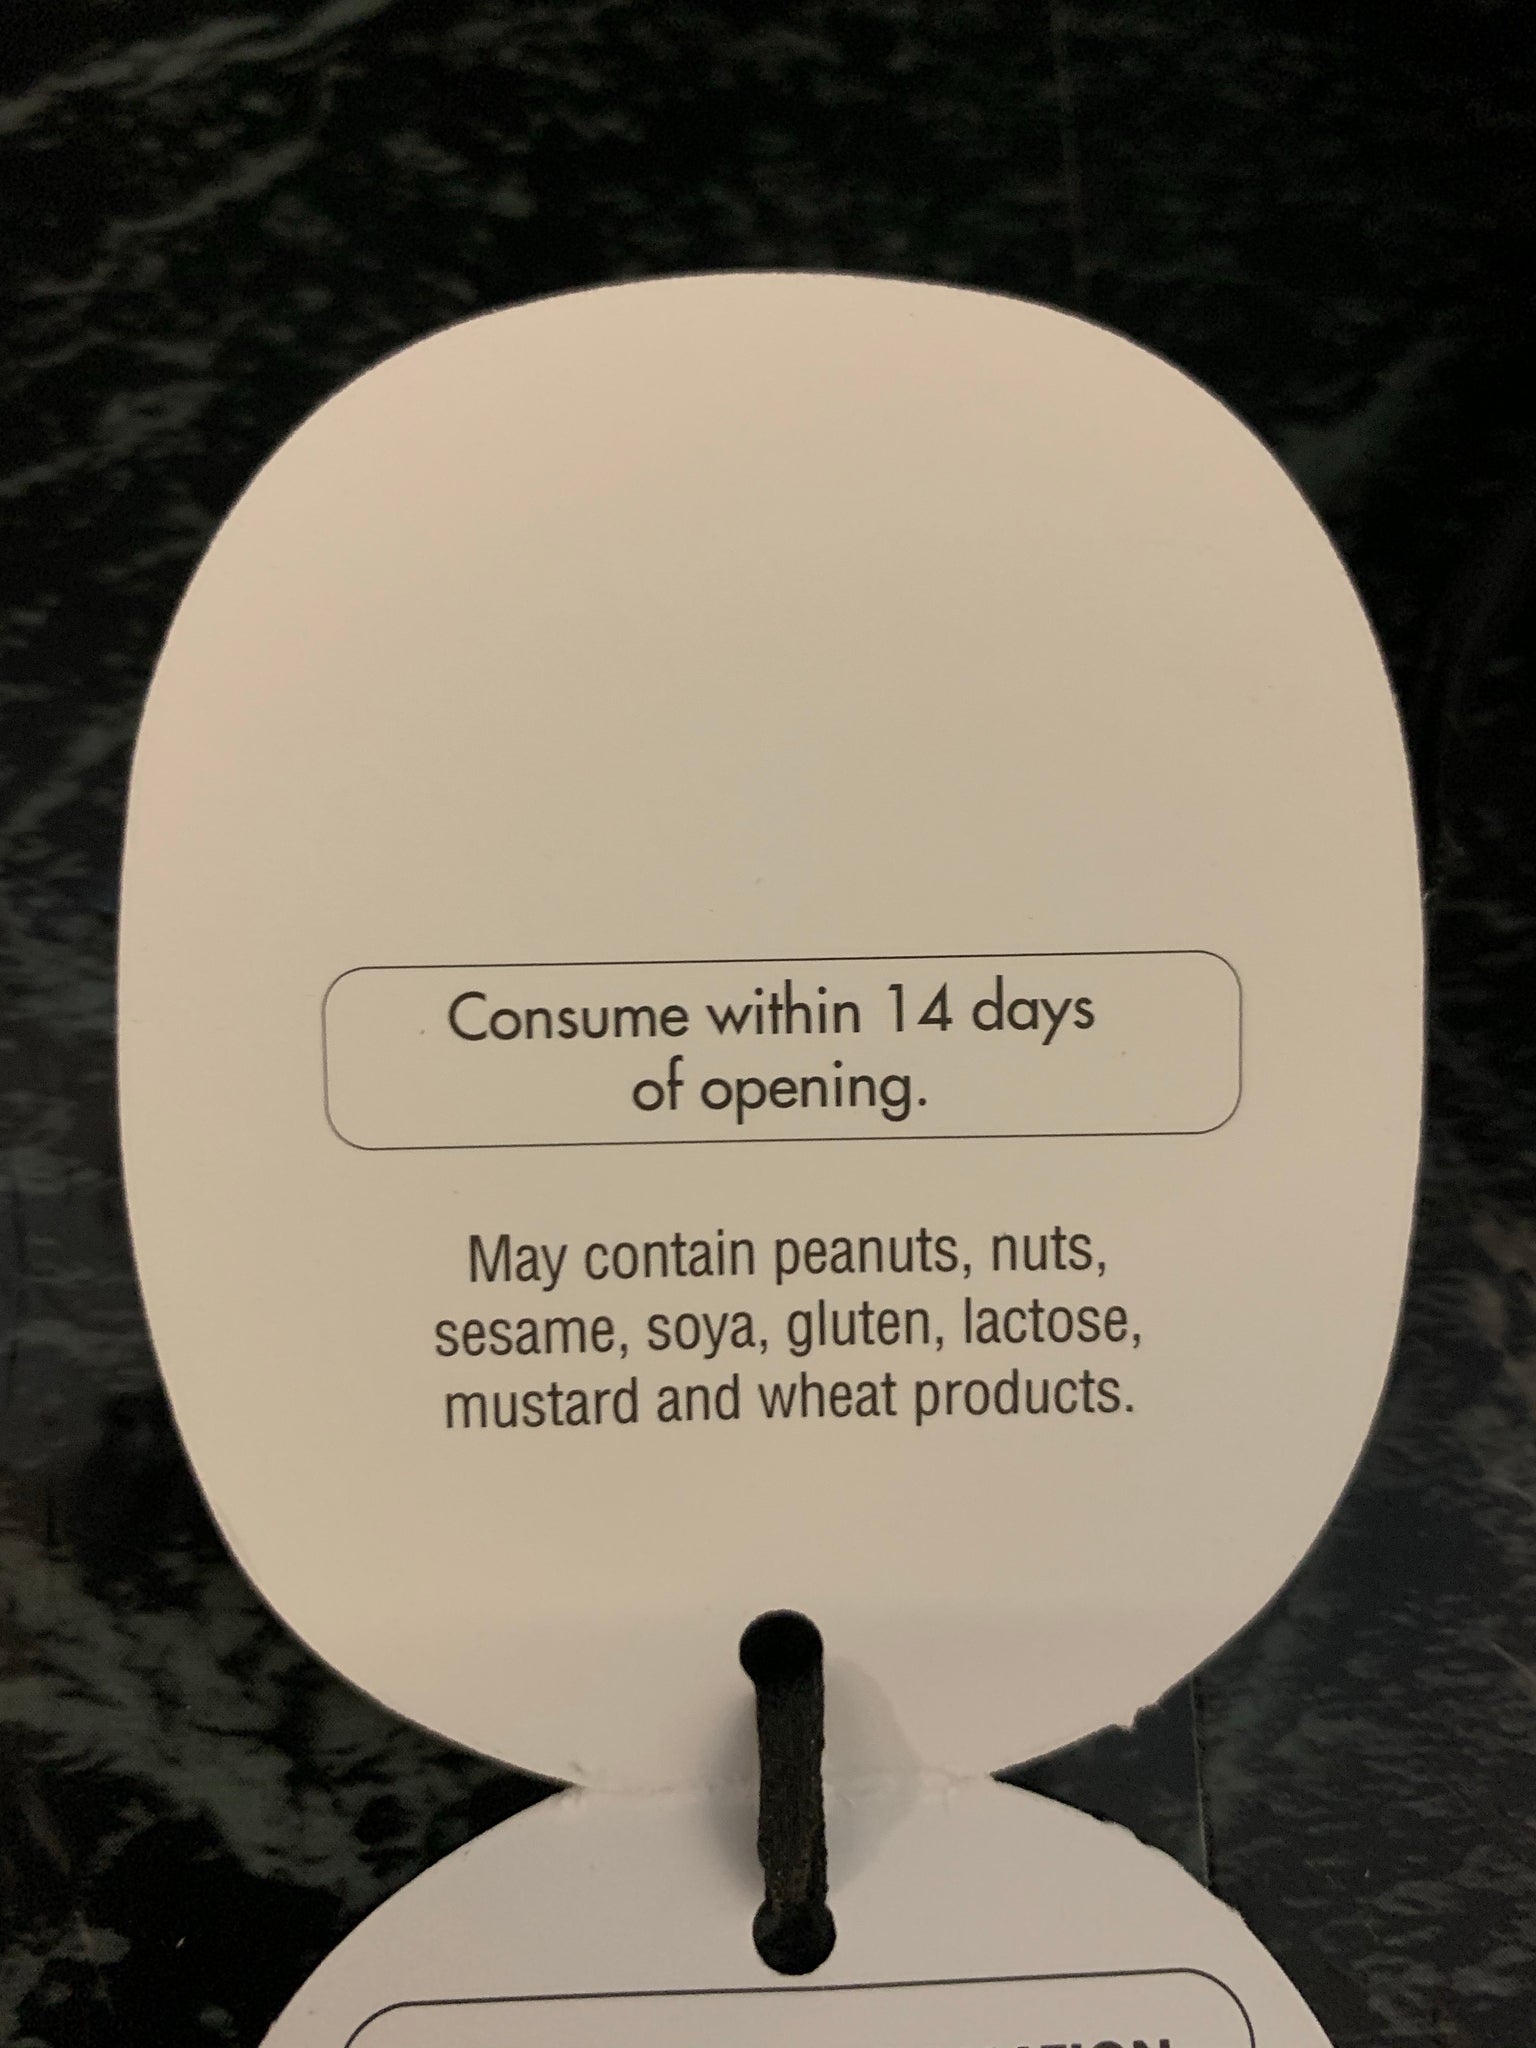 Consume within 14 days
of opening.
May contain peanuts, nuts,
sesame, soya, gluten, lactose,
mustard and wheat products.